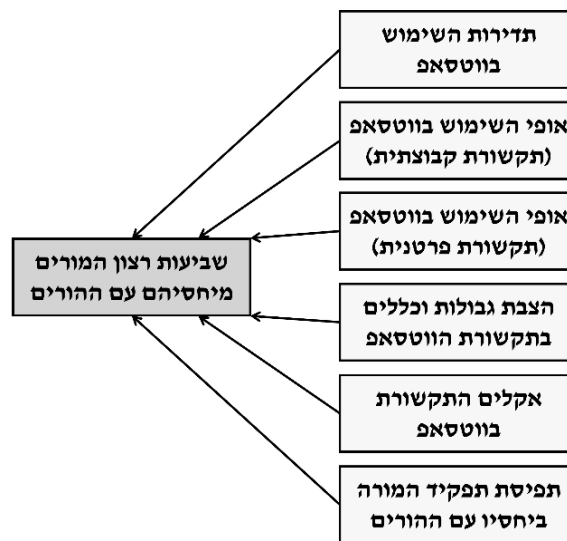 תדירות השימוש
בווטסאפ
אופי השימוש בווטסאפ
(תקשורת קבוצתית)
אופי השימוש בווטסאפ
(תקשורת פרטנית)
שביעות רצון המורים
מיחסיהם עם ההורים
הצבת גבולות וכללים
בתקשורת הווטסאפ
אקלים התקשורת
בווטסאפ
תפיסת תפקיד המורה
ביחסיו עם ההורים